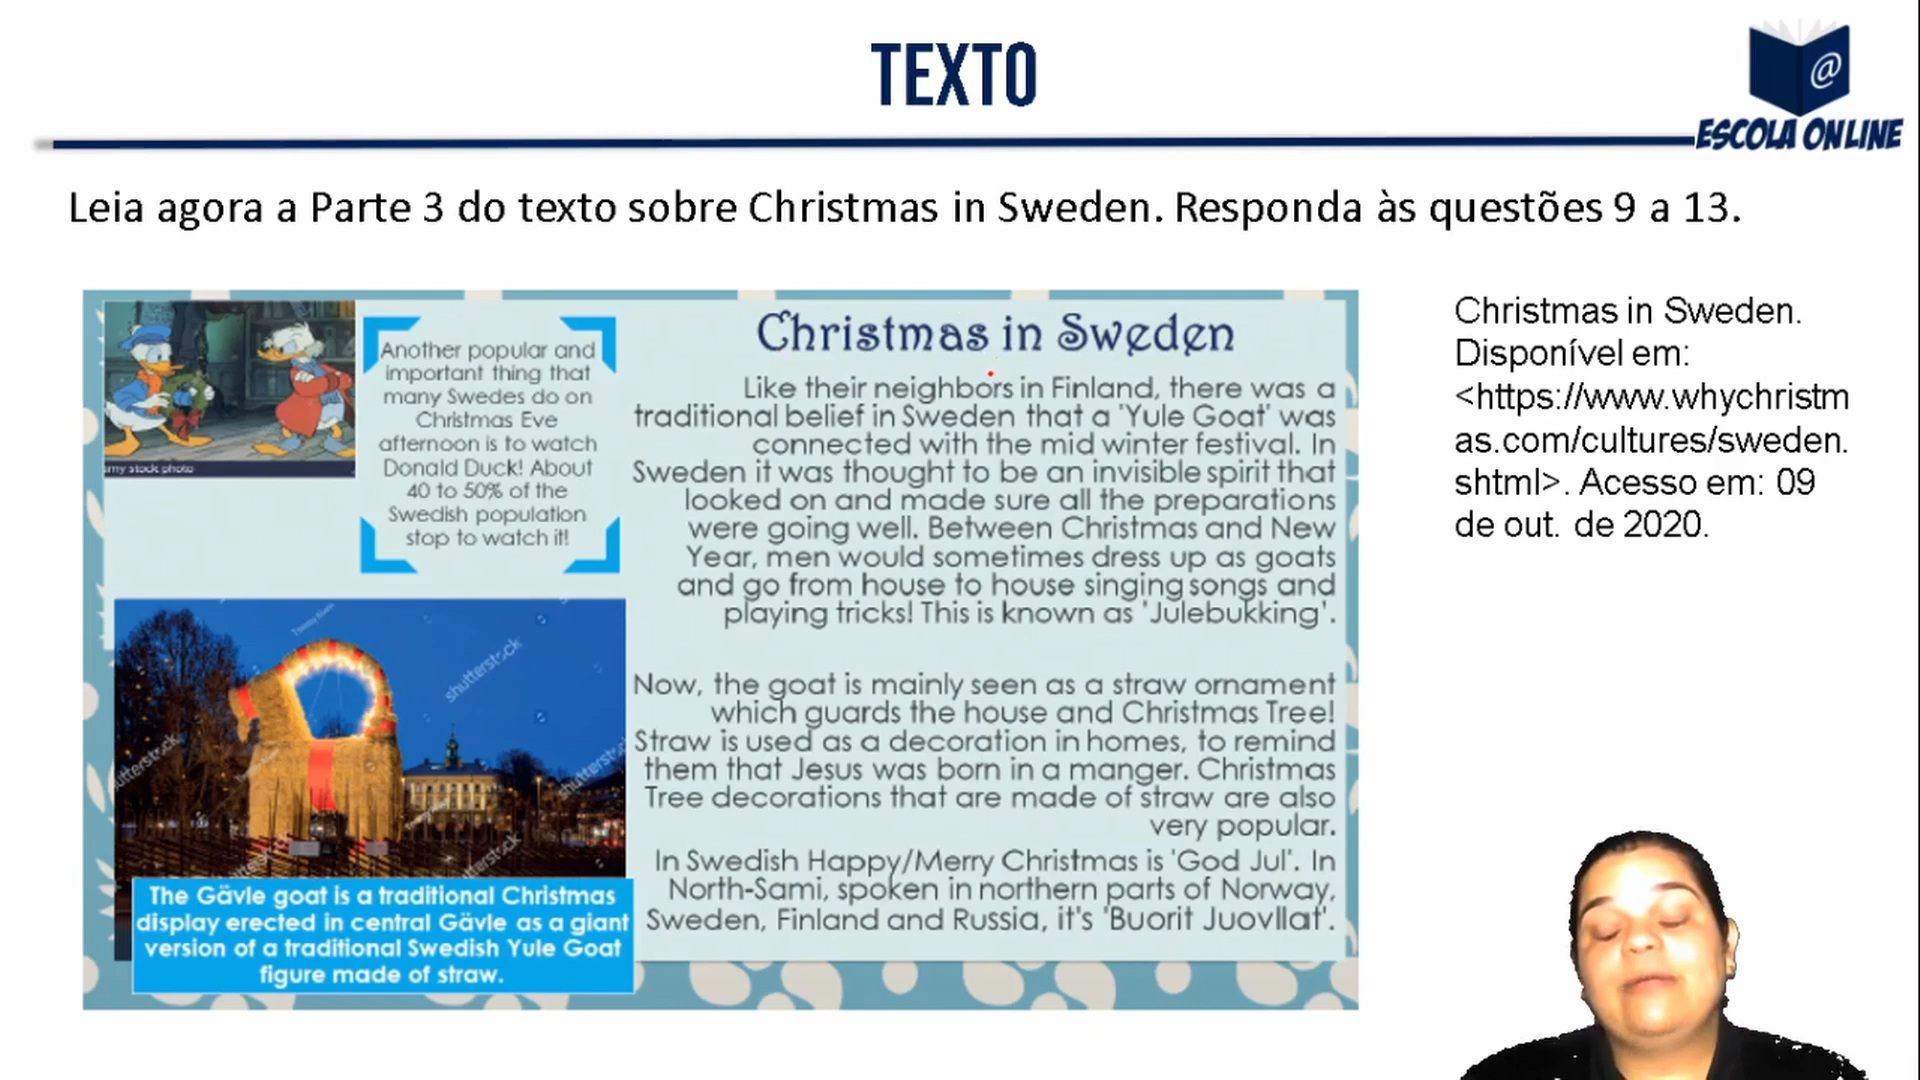 TEXTO
@
ESCOLA ONLINE
Leia agora a Parte 3 do texto sobre Christmas in Sweden. Responda às questões 9 a 13.
my stock photo
Another popular and
important thing that
many Swedes do on
Christmas Eve
afternoon is to watch
Donald Duck! About
40 to 50% of the
Swedish population
stop to watch it!
shutterstock
shutterstock
shutterstock
shutterstock
The Gävle goat is a traditional Christmas
display erected in central Gävle as a giant
version of a traditional Swedish Yule Goat
figure made of straw.
Christmas in Sweden
Like their neighbors in Finland, there was a
traditional belief in Sweden that a 'Yule Goat' was
connected with the mid winter festival. In
Sweden it was thought to be an invisible spirit that
looked on and made sure all the preparations
were going well. Between Christmas and New
Year, men would sometimes dress up as goats
and go from house to house singing songs and
playing tricks! This is known as 'Julebukking'.
Now, the goat is mainly seen as a straw ornament
which guards the house and Christmas Tree!
Straw is used as a decoration in homes, to remind
them that Jesus was born in a manger. Christmas
Tree decorations that are made of straw are also
very popular.
In Swedish Happy/Merry Christmas is 'God Jul'. In
North-Sami, spoken in northern parts of Norway,
Sweden, Finland and Russia, it's 'Buorit Juovllat'.
Christmas in Sweden.
Disponível em:
<https://www.whychristm
as.com/cultures/sweden.
shtml>. Acesso em: 09
de out. de 2020.